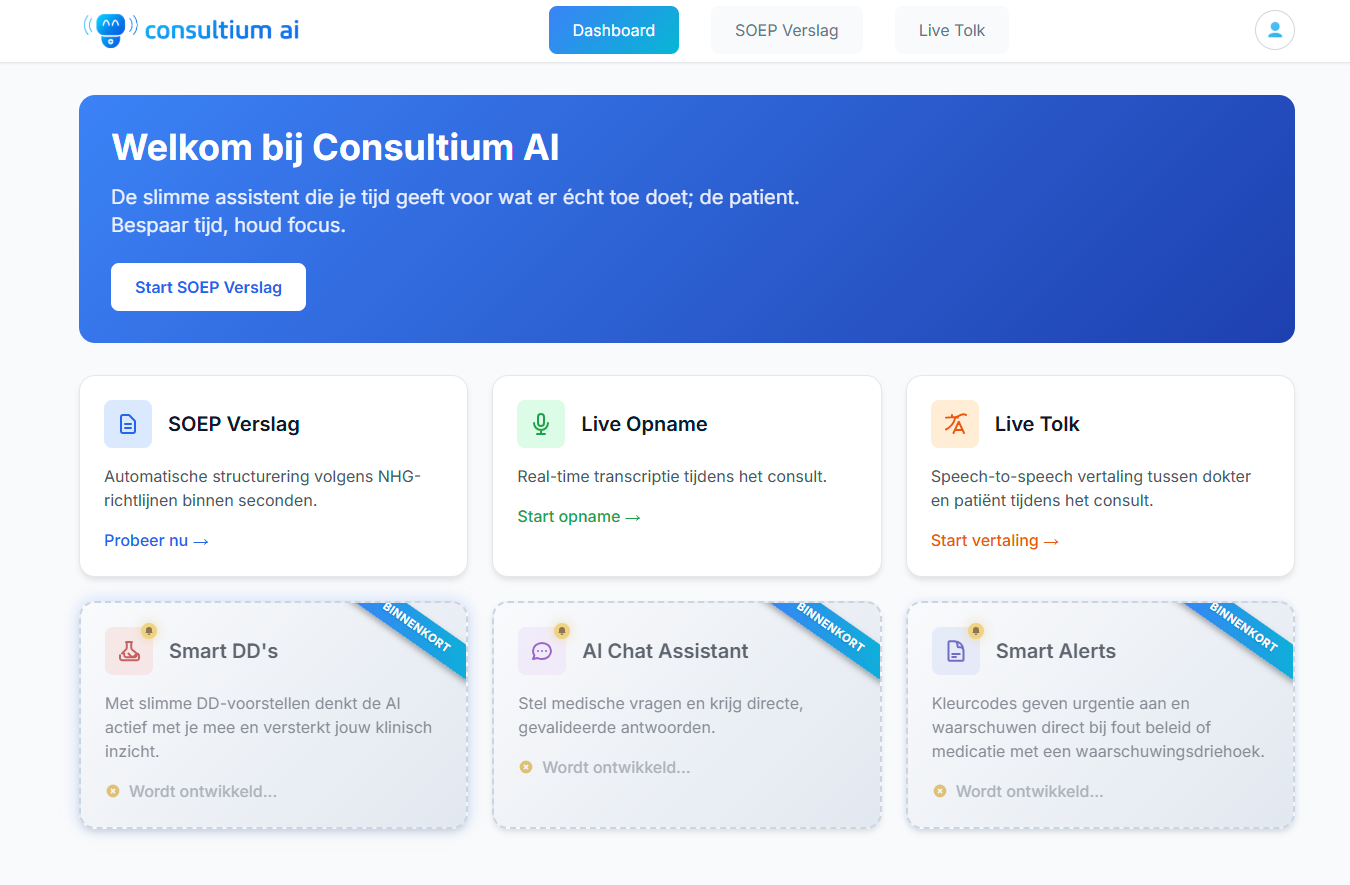 consultium ai
Dashboard
SOEP Verslag
Live Tolk
Welkom bij Consultium AI
De slimme assistent die je tijd geeft voor wat er écht toe doet; de patient.
Bespaar tijd, houd focus.
Start SOEP Verslag
SOEP Verslag
Automatische structurering volgens NHG-
richtlijnen binnen seconden.
Probeer nu →
Live Opname
Real-time transcriptie tijdens het consult.
Start opname →
Live Tolk
Speech-to-speech vertaling tussen dokter
en patiënt tijdens het consult.
Start vertaling →
BINNENKORT
Smart DD's
Met slimme DD-voorstellen denkt de AI
actief met je mee en versterkt jouw klinisch
inzicht.
Wordt ontwikkeld...
BINNENKORT
AI Chat Assistant
Stel medische vragen en krijg directe,
gevalideerde antwoorden.
Wordt ontwikkeld...
BINNENKORT
Smart Alerts
Kleurcodes geven urgentie aan en
waarschuwen direct bij fout beleid of
medicatie met een waarschuwingsdriehoek.
Wordt ontwikkeld...